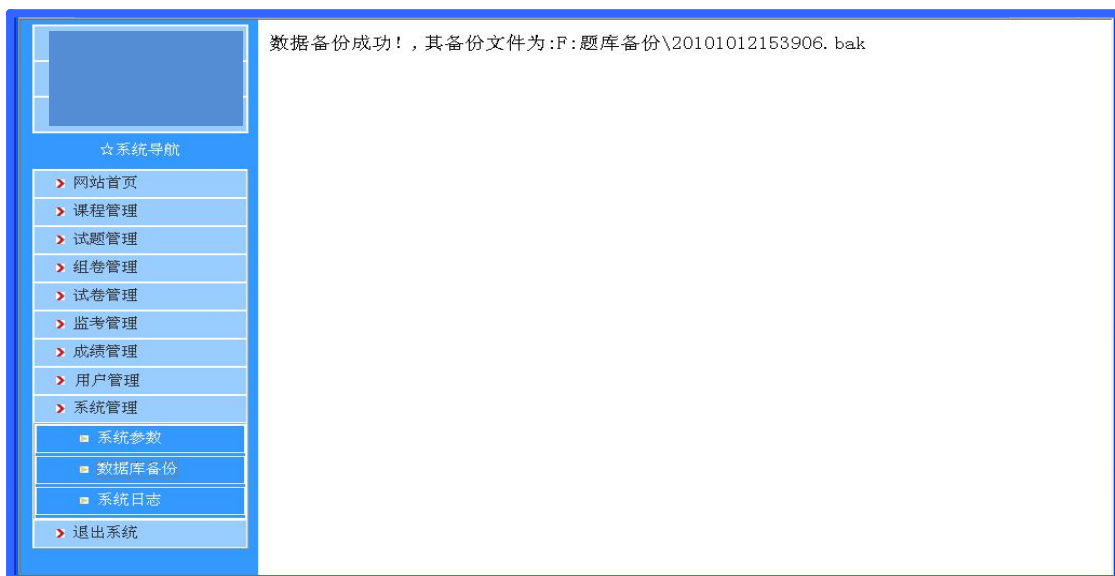 数据备份成功!,其备份文件为:F:题库备份\20101012153906.bak
☆系统导航
网站首页
课程管理
试题管理
组卷管理
试卷管理
监考管理
成绩管理
用户管理
系统管理
系统参数
数据库备份
系统日志
退出系统